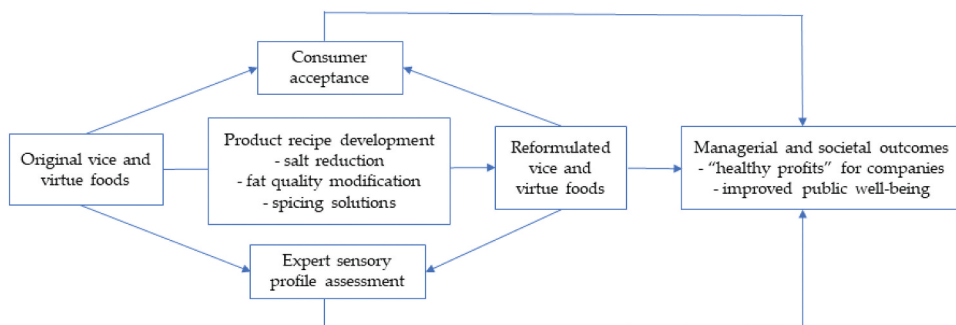 Consumer
acceptance
Original vice and
virtue foods
Product recipe development
- salt reduction
- fat quality modification
- spicing solutions
Reformulated
vice and
virtue foods
Managerial and societal outcomes
- “healthy profits” for companies
- improved public well-being
Expert sensory
profile assessment